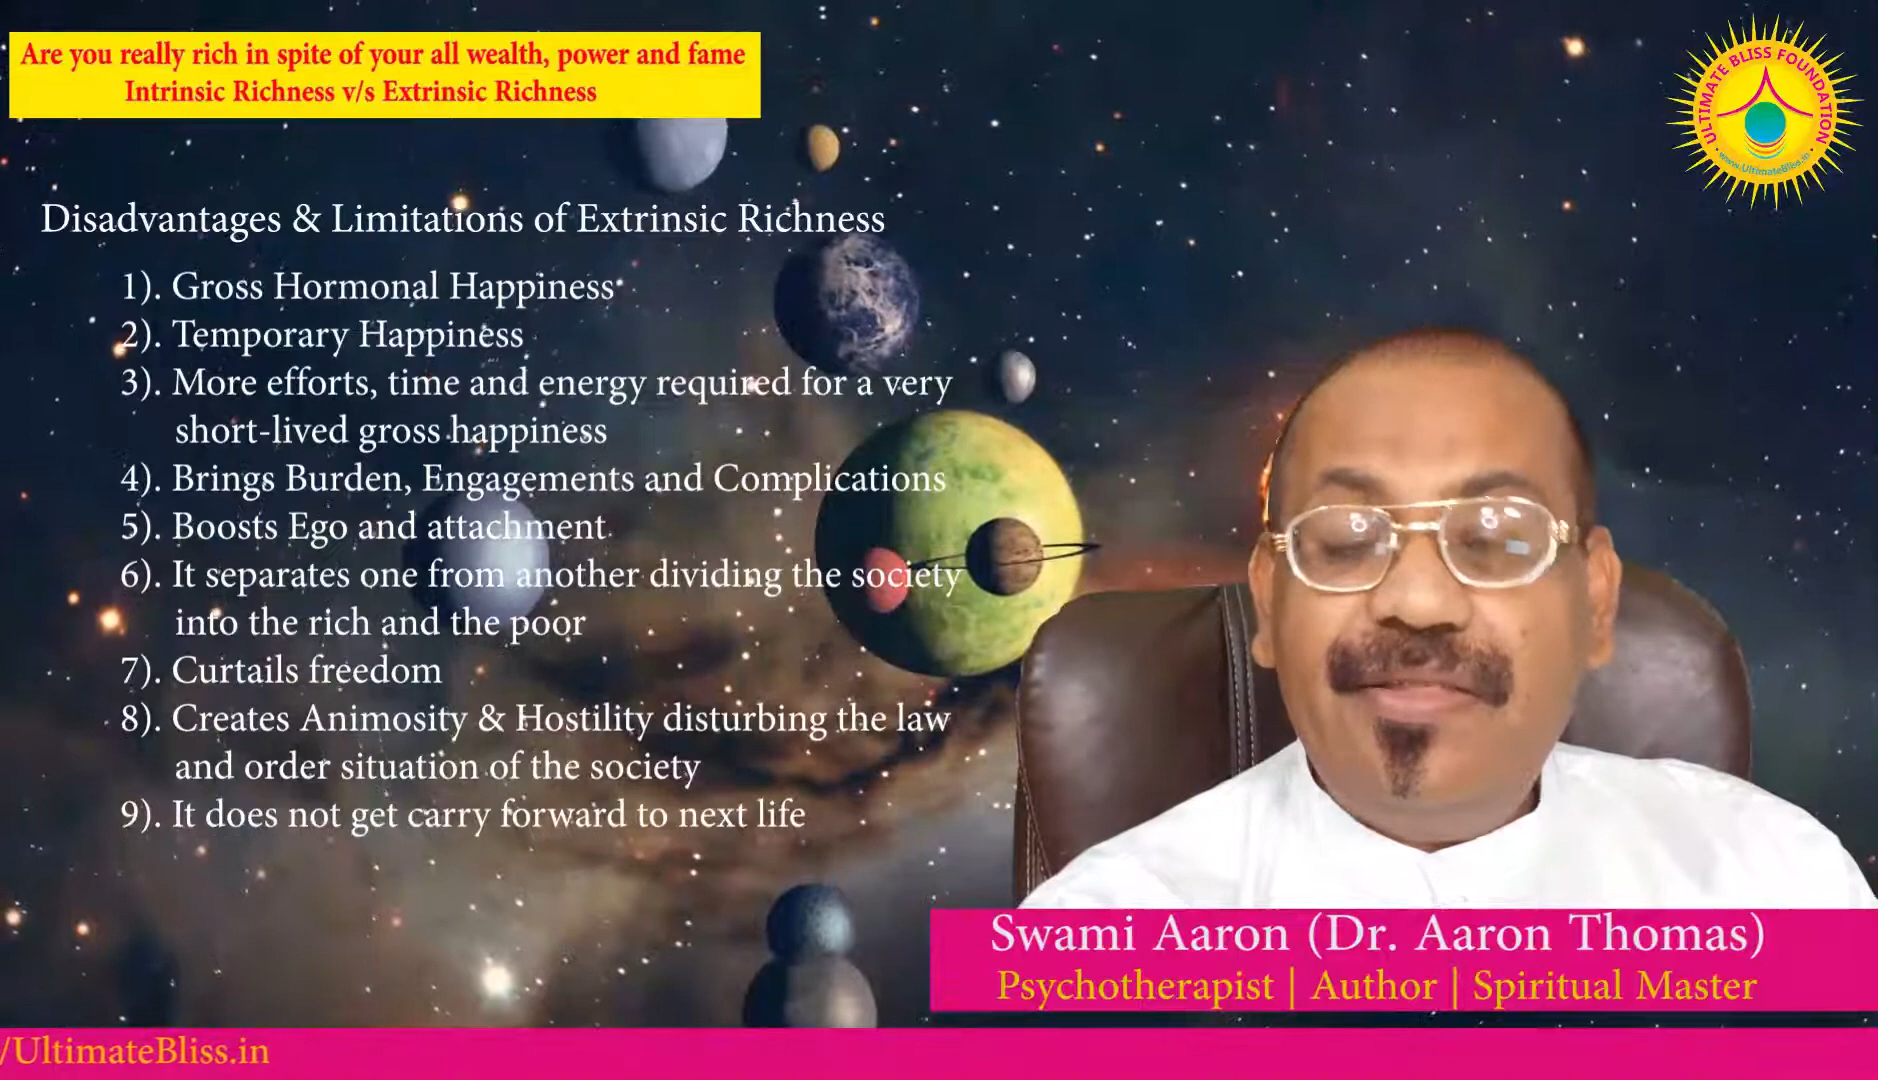 Are you really rich in spite of your all wealth, power and fame
Intrinsic Richness v/s Extrinsic Richness
ULTIMATE BLISS FOUNDATION
www.UltimateBliss.in
Disadvantages & Limitations of Extrinsic Richness
1). Gross Hormonal Happiness
2). Temporary Happiness
3). More efforts, time and energy required for a very
short-lived gross happiness
4). Brings Burden, Engagements and Complications
5). Boosts Ego and attachment
6). It separates one from another dividing the society
into the rich and the poor
7). Curtails freedom
8). Creates Animosity & Hostility disturbing the law
and order situation of the society
9). It does not get carry forward to next life
Swami Aaron (Dr. Aaron Thomas)
Psychotherapist | Author | Spiritual Master
/UltimateBliss.in